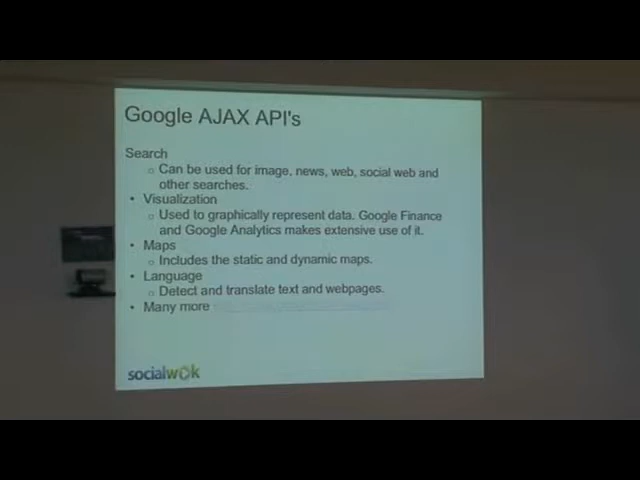 Google AJAX API's
Search
○ Can be used for image, news, web, social web and
other searches.
• Visualization
○ Used to graphically represent data. Google Finance
and Google Analytics makes extensive use of it.
• Maps
○ Includes the static and dynamic maps.
• Language
○ Detect and translate text and webpages.
• Many more
socialwok